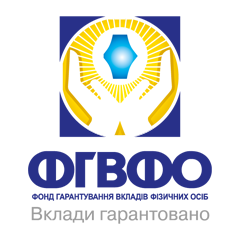 ФГВФО
ФОНД ГАРАНТУВАННЯ ВКЛАДІВ ФІЗИЧНИХ ОСІБ
Вклади гарантовано